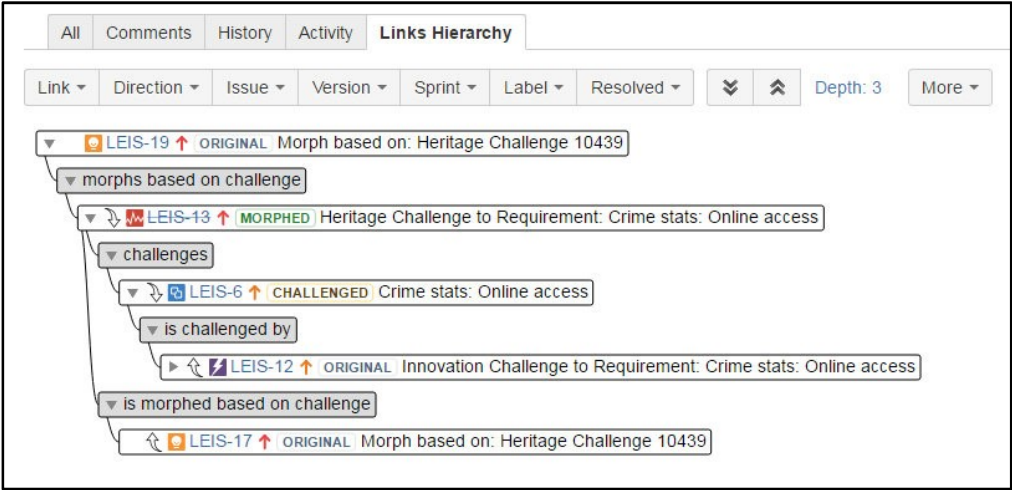 All Comments History Activity Links Hierarchy
Link Direction Issue Version Sprint Label Resolved Depth: 3 More
LEIS-19 ORIGINAL Morph based on: Heritage Challenge 10439
morphs based on challenge
LEIS-13 MORPHED Heritage Challenge to Requirement: Crime stats: Online access
challenges
LEIS-6 CHALLENGED Crime stats: Online access
is challenged by
LEIS-12 ORIGINAL Innovation Challenge to Requirement: Crime stats: Online access
is morphed based on challenge
LEIS-17 ORIGINAL Morph based on: Heritage Challenge 10439